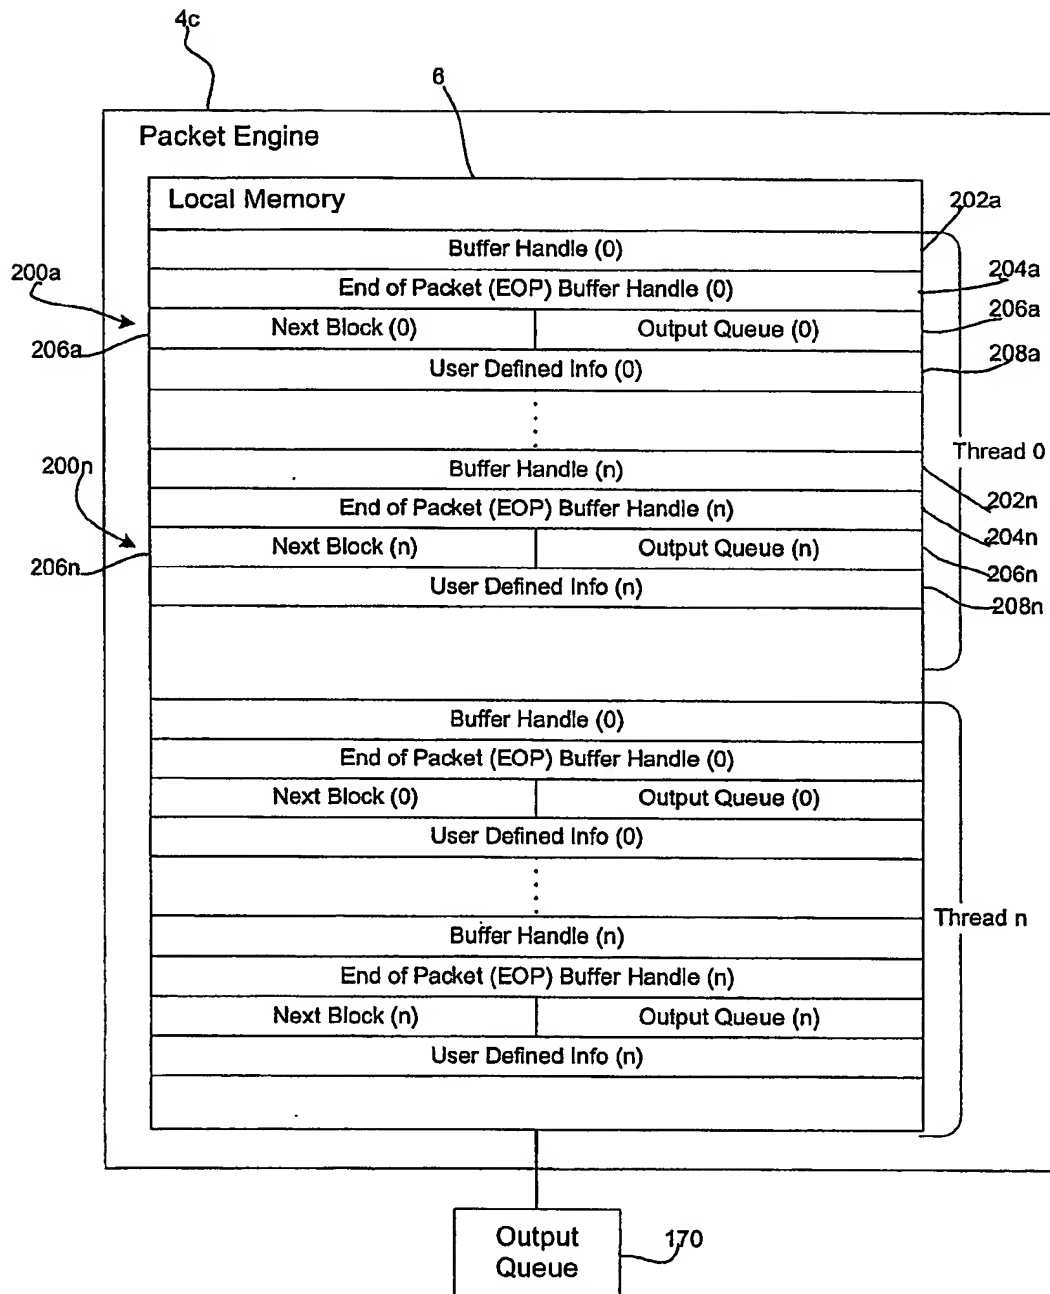 4c
6
Packet Engine
Local Memory
202a
Buffer Handle (0)
200a
204a
End of Packet (EOP) Buffer Handle (0)
206a
Next Block (0) Output Queue (0)
206a
208a
User Defined Info (0)
Thread 0
200n
Buffer Handle (n)
202n
End of Packet (EOP) Buffer Handle (n)
204n
206n
Next Block (n) Output Queue (n)
206n
User Defined Info (n)
208n
Buffer Handle (0)
End of Packet (EOP) Buffer Handle (0)
Next Block (0) Output Queue (0)
User Defined Info (0)
Thread n
Buffer Handle (n)
End of Packet (EOP) Buffer Handle (n)
Next Block (n) Output Queue (n)
User Defined Info (n)
Output
Queue
170